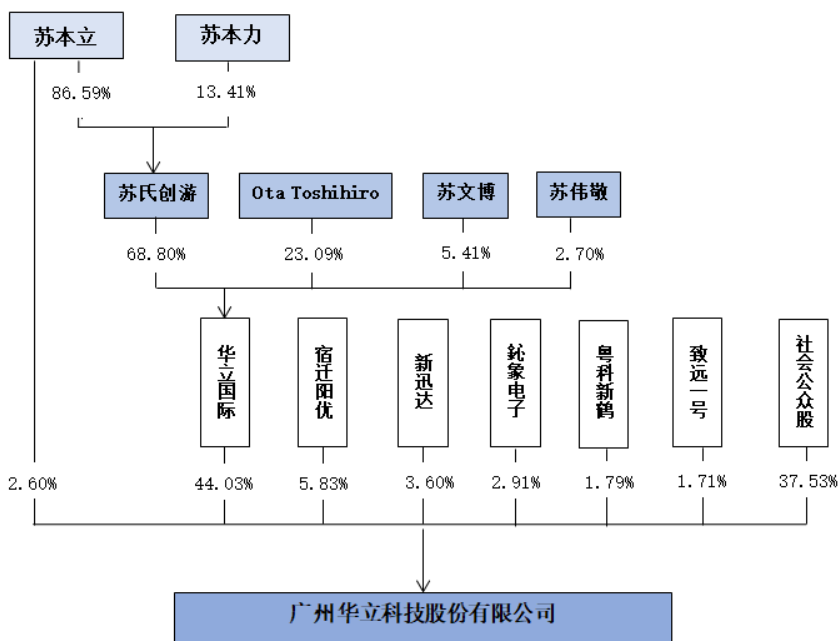 苏本立
苏本力
86.59%
13.41%
苏氏创游
Ota Toshihiro
苏文博
苏伟敬
68.80%
23.09%
5.41%
2.70%
华立国际
宿迁阳优
新迅达
鈊象电子
粤科新鹤
致远一号
社会公众股
2.60%
44.03%
5.83%
3.60%
2.91%
1.79%
1.71%
37.53%
广州华立科技股份有限公司